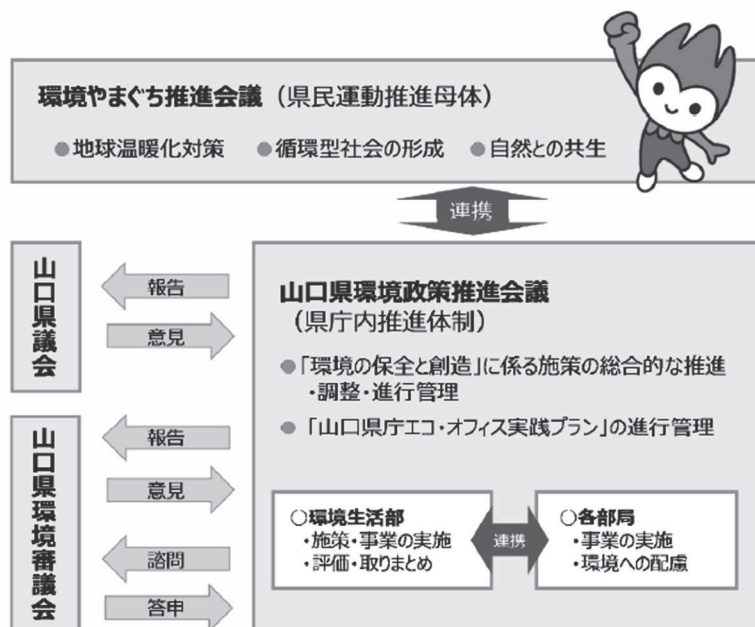 環境やまぐち推進会議（県民運動推進母体）
●地球温暖化対策　●循環型社会の形成　●自然との共生
連携
山口県議会
報告
意見
山口県環境政策推進会議
（県庁内推進体制）
●「環境の保全と創造」に係る施策の総合的な推進
・調整・進行管理
●「山口県庁エコ・オフィス実践プラン」の進行管理
山口県環境審議会
報告
意見
諮問
答申
○環境生活部
・施策・事業の実施
・評価・取りまとめ
連携
○各部局
・事業の実施
・環境への配慮